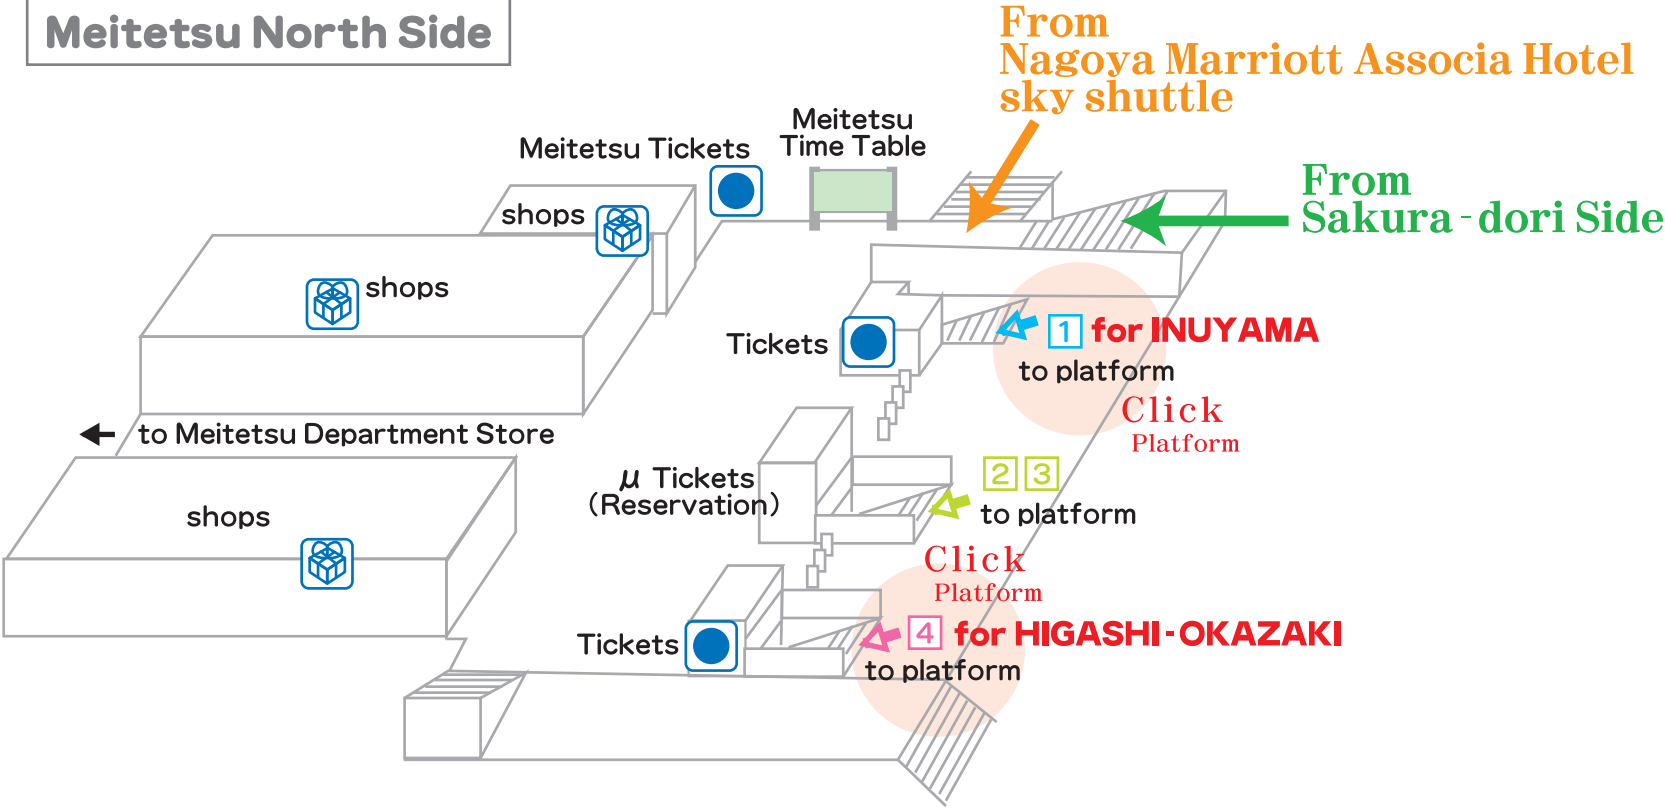 Meitetsu North Side
From
Nagoya Marriott Associa Hotel
sky shuttle
Meitetsu
Time Table
Meitetsu Tickets
From
Sakura-dori Side
shops
shops
Tickets
1 for INUYAMA
to platform
Click
Platform
to Meitetsu Department Store
μ Tickets
(Reservation)
2 3
to platform
shops
Click
Platform
Tickets
4 for HIGASHI-OKAZAKI
to platform